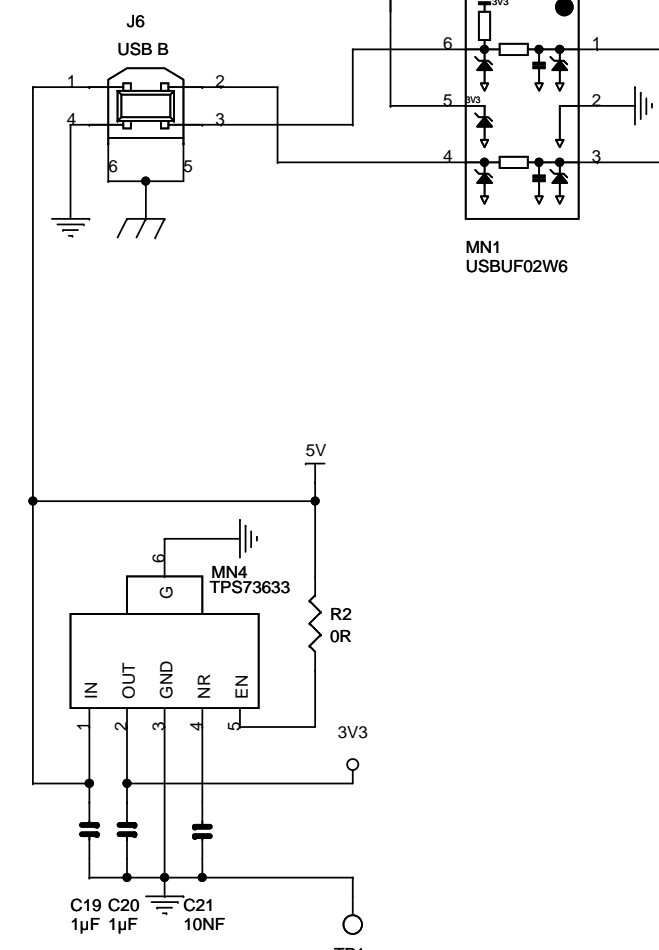 3V3
J6
USB B
6
1
1
2
5
3V3
2
4
3
4
3
6
5
MN1
USBUF02W6
5V
6
MN4
TPS73633
G
R2
0R
IN
OUT
GND
NR
EN
1
2
3
4
5
3V3
C19 C20 C21
1µF 1µF 10NF